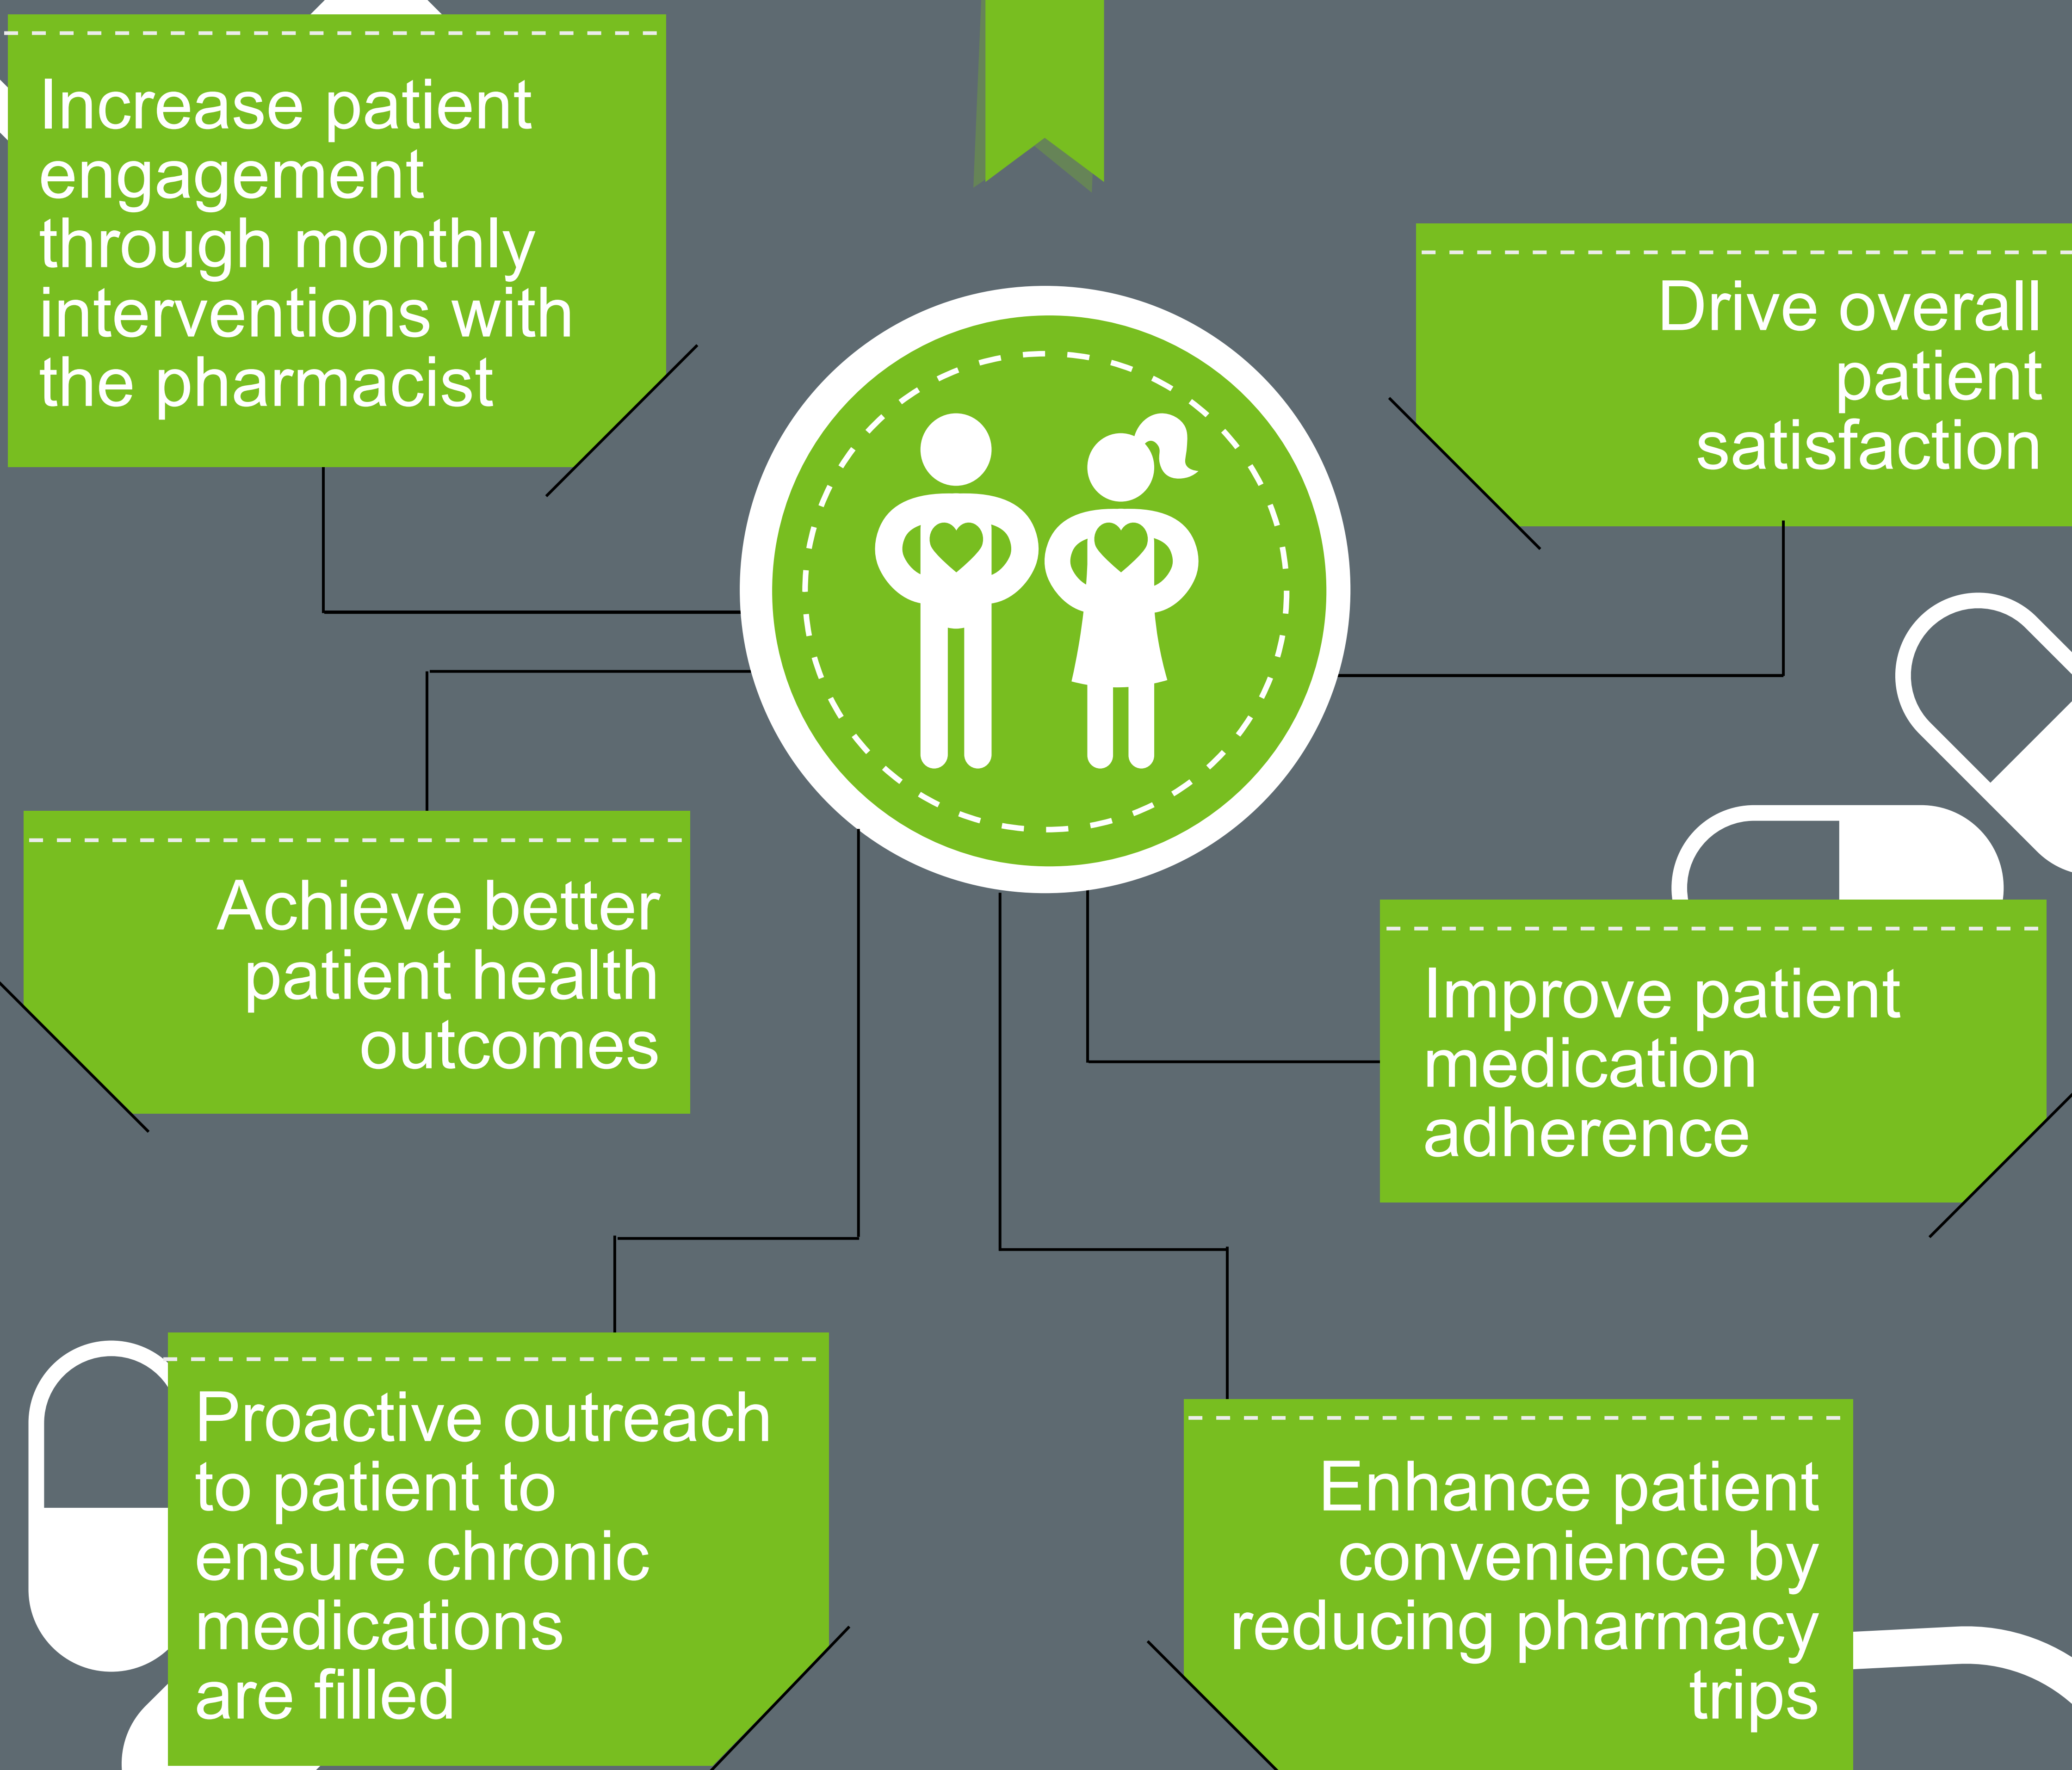 Increase patient
engagement
through monthly
interventions with
the pharmacist
Drive overall
patient
satisfaction
Achieve better
patient health
outcomes
Improve patient
medication
adherence
Proactive outreach
to patient to
ensure chronic
medications
are filled
Enhance patient
convenience by
reducing pharmacy
trips